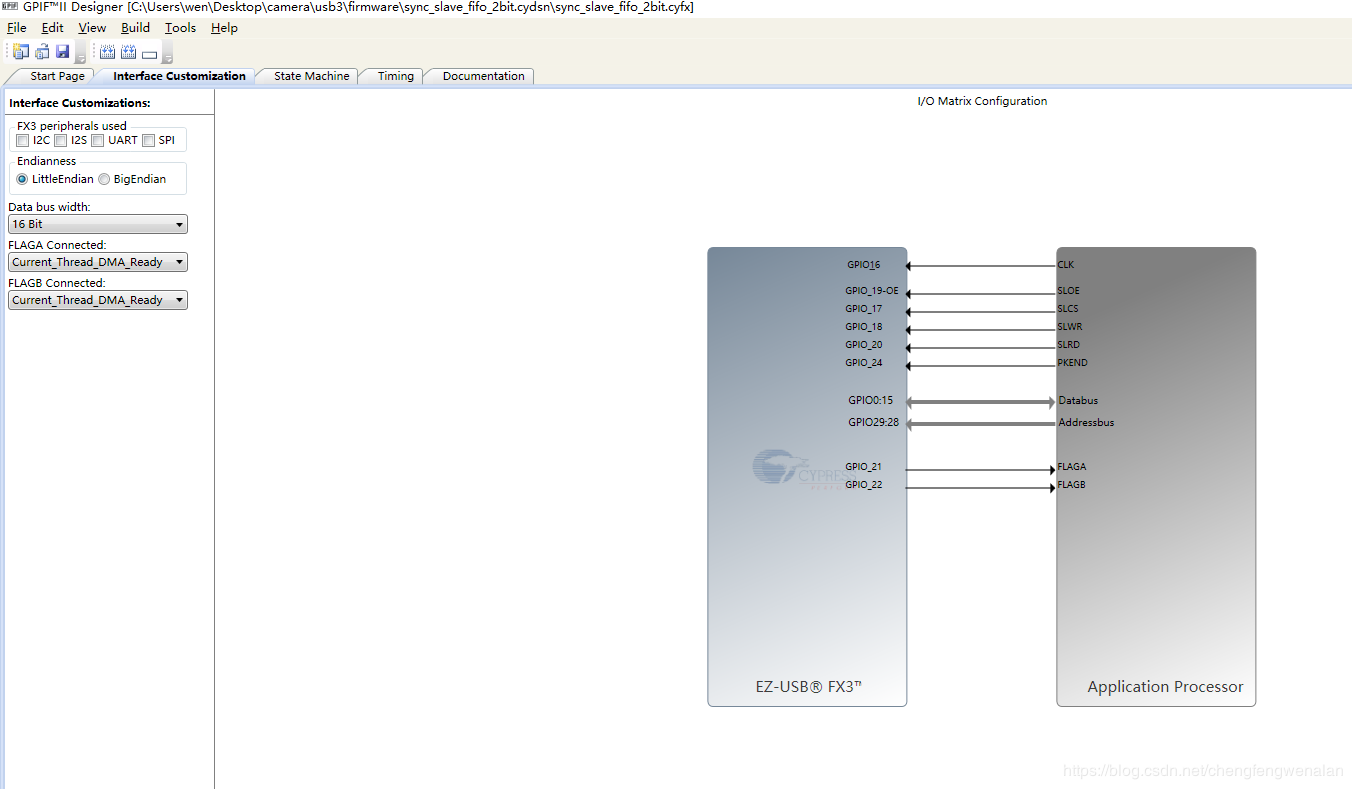 GPIF GPIF™II Designer [C:\Users\wen\Desktop\camera\usb3\firmware\sync_slave_fifo_2bit.cydsn\sync_slave_fifo_2bit.cyfx]
File Edit View Build Tools Help
Start Page Interface Customization State Machine Timing Documentation
Interface Customizations:
FX3 peripherals used
I2C I2S UART SPI
Endianness
LittleEndian BigEndian
Data bus width:
16 Bit
FLAGA Connected:
Current_Thread_DMA_Ready
FLAGB Connected:
Current_Thread_DMA_Ready
I/O Matrix Configuration
GPIO16 CLK
GPIO_19-OE SLOE
GPIO_17 SLCS
GPIO_18 SLWR
GPIO_20 SLRD
GPIO_24 PKEND
GPIO0:15 Databus
GPIO29:28 Addressbus
GPIO_21 FLAGA
CYPRESS
GPIO_22 FLAGB
EZ-USB® FX3™ Application Processor
https://blog.csdn.net/chengfengwenalan